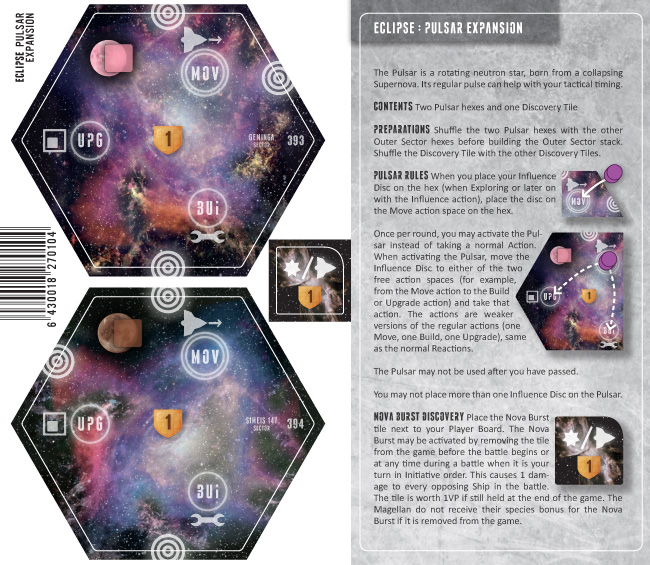 ECLIPSE PULSAR
EXPANSION
MOV
UPG
1
GEMINGA
SECTOR
393
BUi
6 430018 270104
1
MOV
UPG
1
SIMEIS 147
SECTOR
394
BUi
ECLIPSE : PULSAR EXPANSION
The Pulsar is a rotating neutron star, born from a collapsing
Supernova. Its regular pulse can help with your tactical timing.
CONTENTS Two Pulsar hexes and one Discovery Tile
PREPARATIONS Shuffle the two Pulsar hexes with the other
Outer Sector hexes before building the Outer Sector stack.
Shuffle the Discovery Tile with the other Discovery Tiles.
PULSAR RULES When you place your Influence
Disc on the hex (when Exploring or later on
with the Influence action), place the disc on
the Move action space on the hex.
MOV
Once per round, you may activate the Pul-
sar instead of taking a normal Action.
When activating the Pulsar, move the
Influence Disc to either of the two
free action spaces (for example,
from the Move action to the Build
or Upgrade action) and take that
action. The actions are weaker
versions of the regular actions (one
Move, one Build, one Upgrade), same
as the normal Reactions.
UPG
1
BUi
The Pulsar may not be used after you have passed.
You may not place more than one Influence Disc on the Pulsar.
NOVA BURST DISCOVERY Place the Nova Burst
tile next to your Player Board. The Nova
Burst may be activated by removing the tile
from the game before the battle begins or
at any time during a battle when it is your
turn in Initiative order. This causes 1 dam-
age to every opposing Ship in the battle.
The tile is worth 1VP if still held at the end of the game. The
Magellan do not receive their species bonus for the Nova
Burst if it is removed from the game.
1